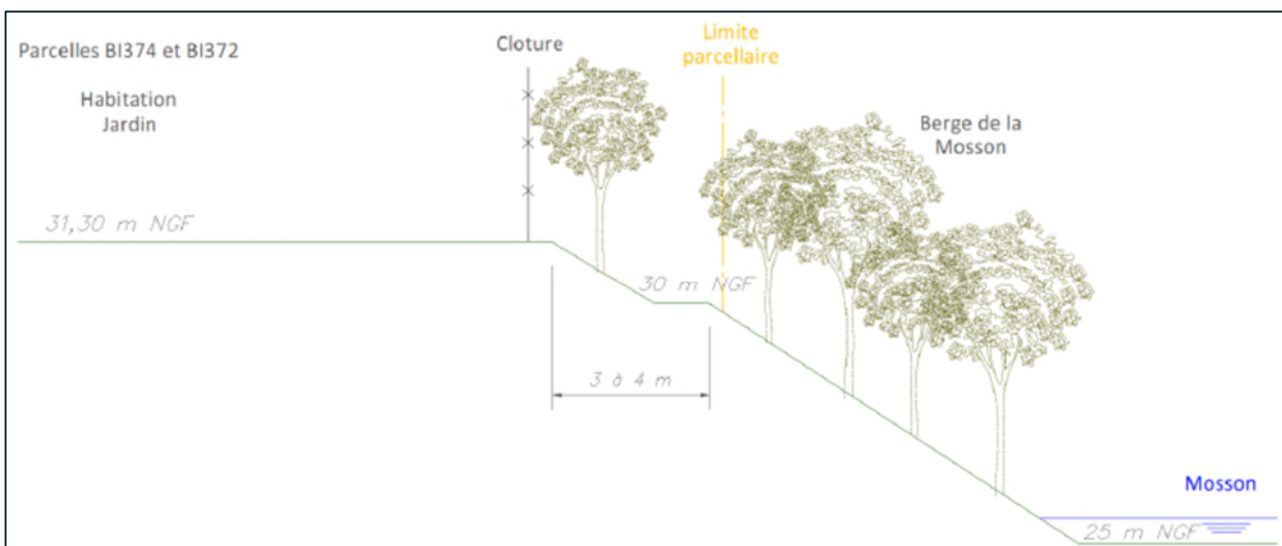 Parcelles BI374 et BI372
Habitation
Jardin
Cloture
Limite
parcellaire
Berge de la
Mosson
31,30 m NGF
30 m NGF
3 à 4 m
Mosson
25 m NGF